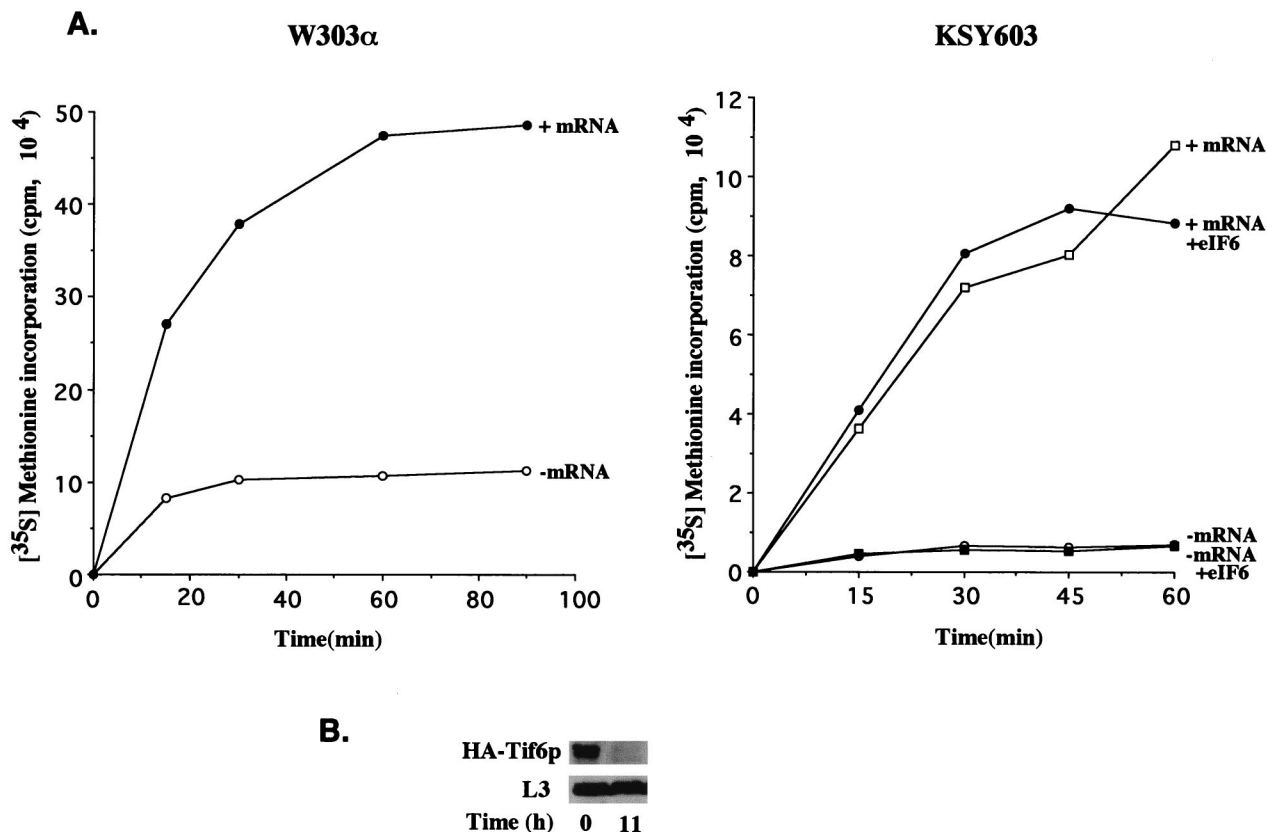 A.
W303α
[35S] Methionine incorporation (cpm, 10 4)
50
40
30
20
10
0
+ mRNA
-mRNA
0 20 40 60 80 100
Time(min)
KSY603
[35S] Methionine incorporation (cpm, 10 4)
12
10
8
6
4
2
0
+ mRNA
+ mRNA
+eIF6
-mRNA
-mRNA
+eIF6
0 15 30 45 60
Time(min)
B.
HA-Tif6p
L3
Time (h) 0 11